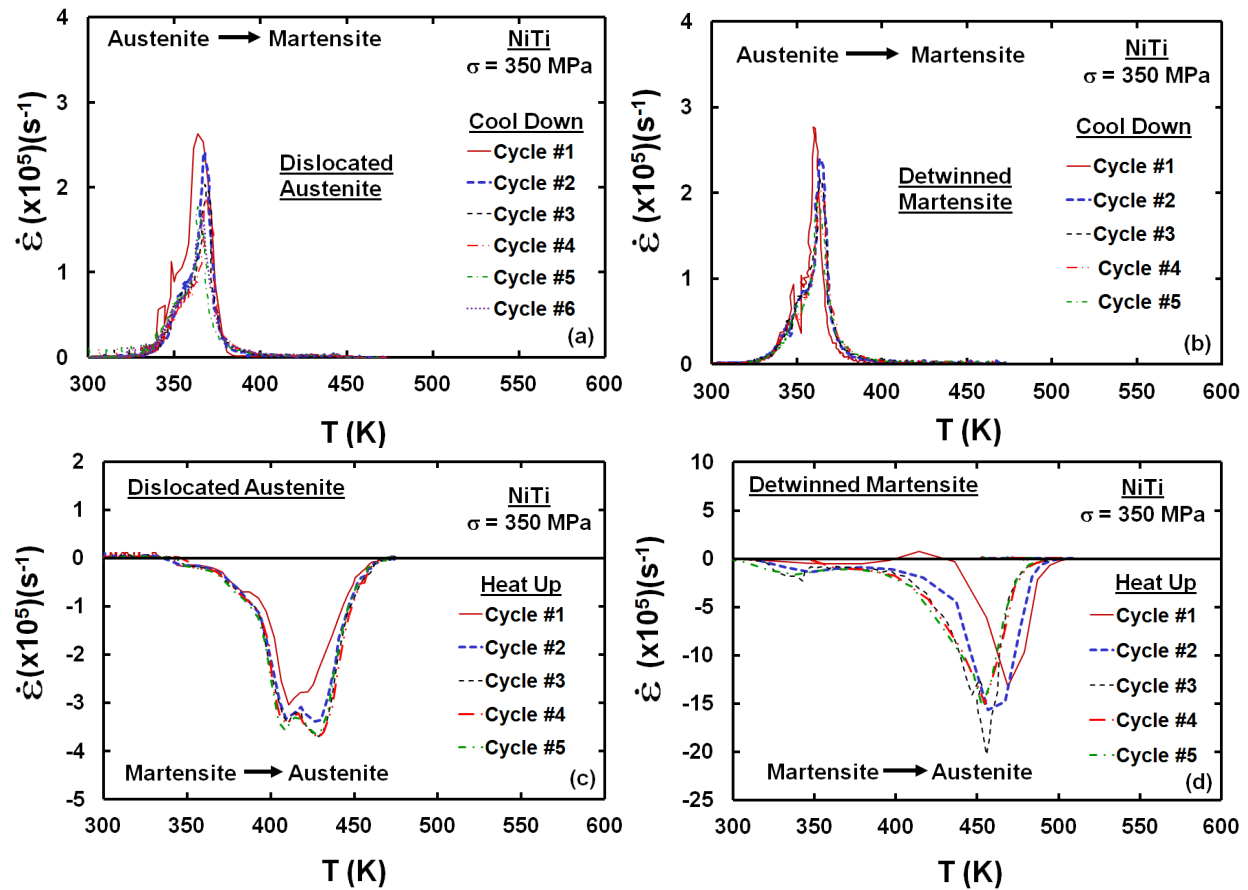 4
3
2
1
0
300 350 400 450 500 550 600
ε̇ (x10⁵)(s⁻¹)
T (K)
Austenite → Martensite
NiTi
σ = 350 MPa
Dislocated
Austenite
Cool Down
Cycle #1
Cycle #2
Cycle #3
Cycle #4
Cycle #5
Cycle #6
(a)
4
3
2
1
0
300 350 400 450 500 550 600
ε̇ (x10⁵)(s⁻¹)
T (K)
Austenite → Martensite
NiTi
σ = 350 MPa
Detwinned
Martensite
Cool Down
Cycle #1
Cycle #2
Cycle #3
Cycle #4
Cycle #5
(b)
2
1
0
-1
-2
-3
-4
-5
300 350 400 450 500 550 600
ε̇ (x10⁵)(s⁻¹)
T (K)
Dislocated Austenite
NiTi
σ = 350 MPa
Heat Up
Cycle #1
Cycle #2
Cycle #3
Cycle #4
Cycle #5
Martensite → Austenite
(c)
10
5
0
-5
-10
-15
-20
-25
300 350 400 450 500 550 600
ε̇ (x10⁵)(s⁻¹)
T (K)
Detwinned Martensite
NiTi
σ = 350 MPa
Heat Up
Cycle #1
Cycle #2
Cycle #3
Cycle #4
Cycle #5
Martensite → Austenite
(d)